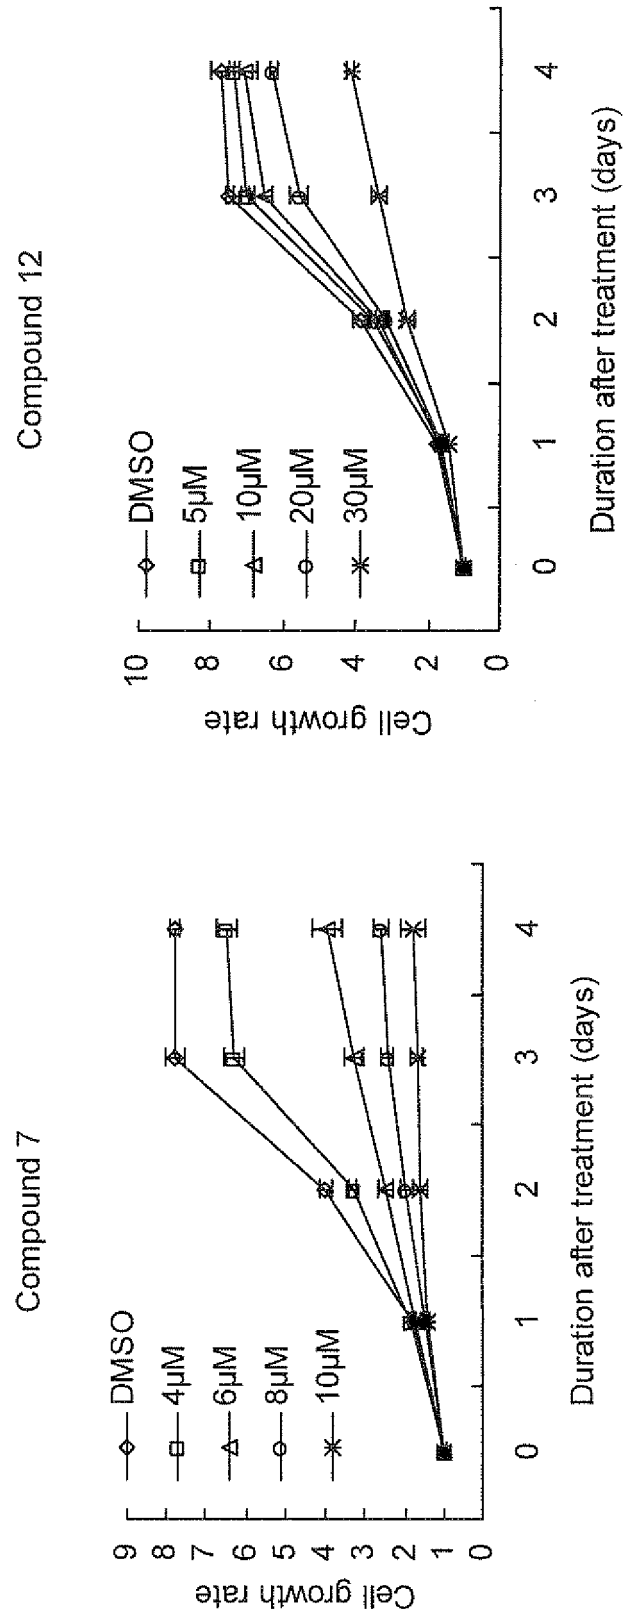 Compound 7
Cell growth rate
9
8
7
6
5
4
3
2
1
0
DMSO
4µM
6µM
8µM
10µM
0 1 2 3 4
Duration after treatment (days)
Compound 12
Cell growth rate
10
8
6
4
2
0
DMSO
5µM
10µM
20µM
30µM
0 1 2 3 4
Duration after treatment (days)